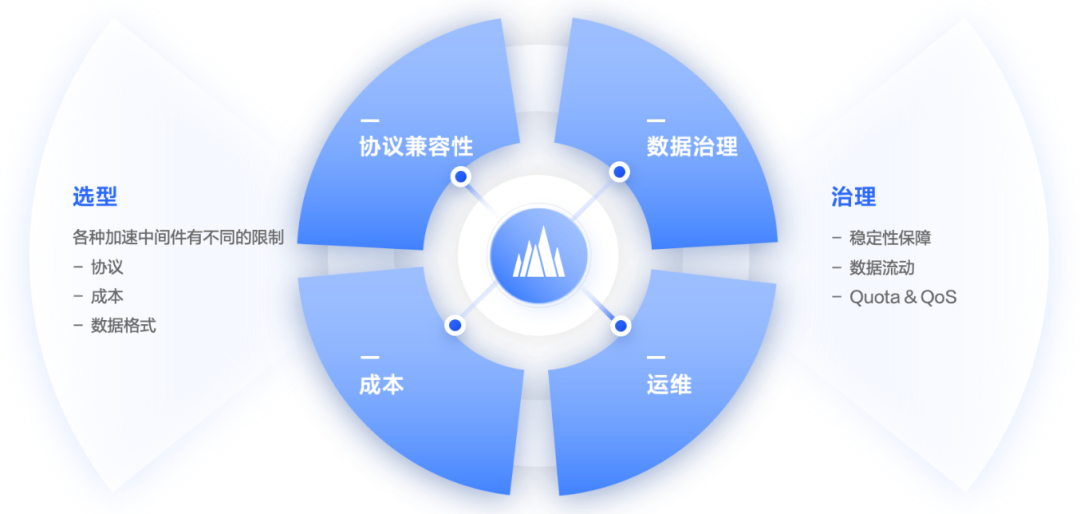 选型
各种加速中间件有不同的限制
- 协议
- 成本
- 数据格式
协议兼容性
数据治理
成本
运维
治理
- 稳定性保障
- 数据流动
- Quota & QoS